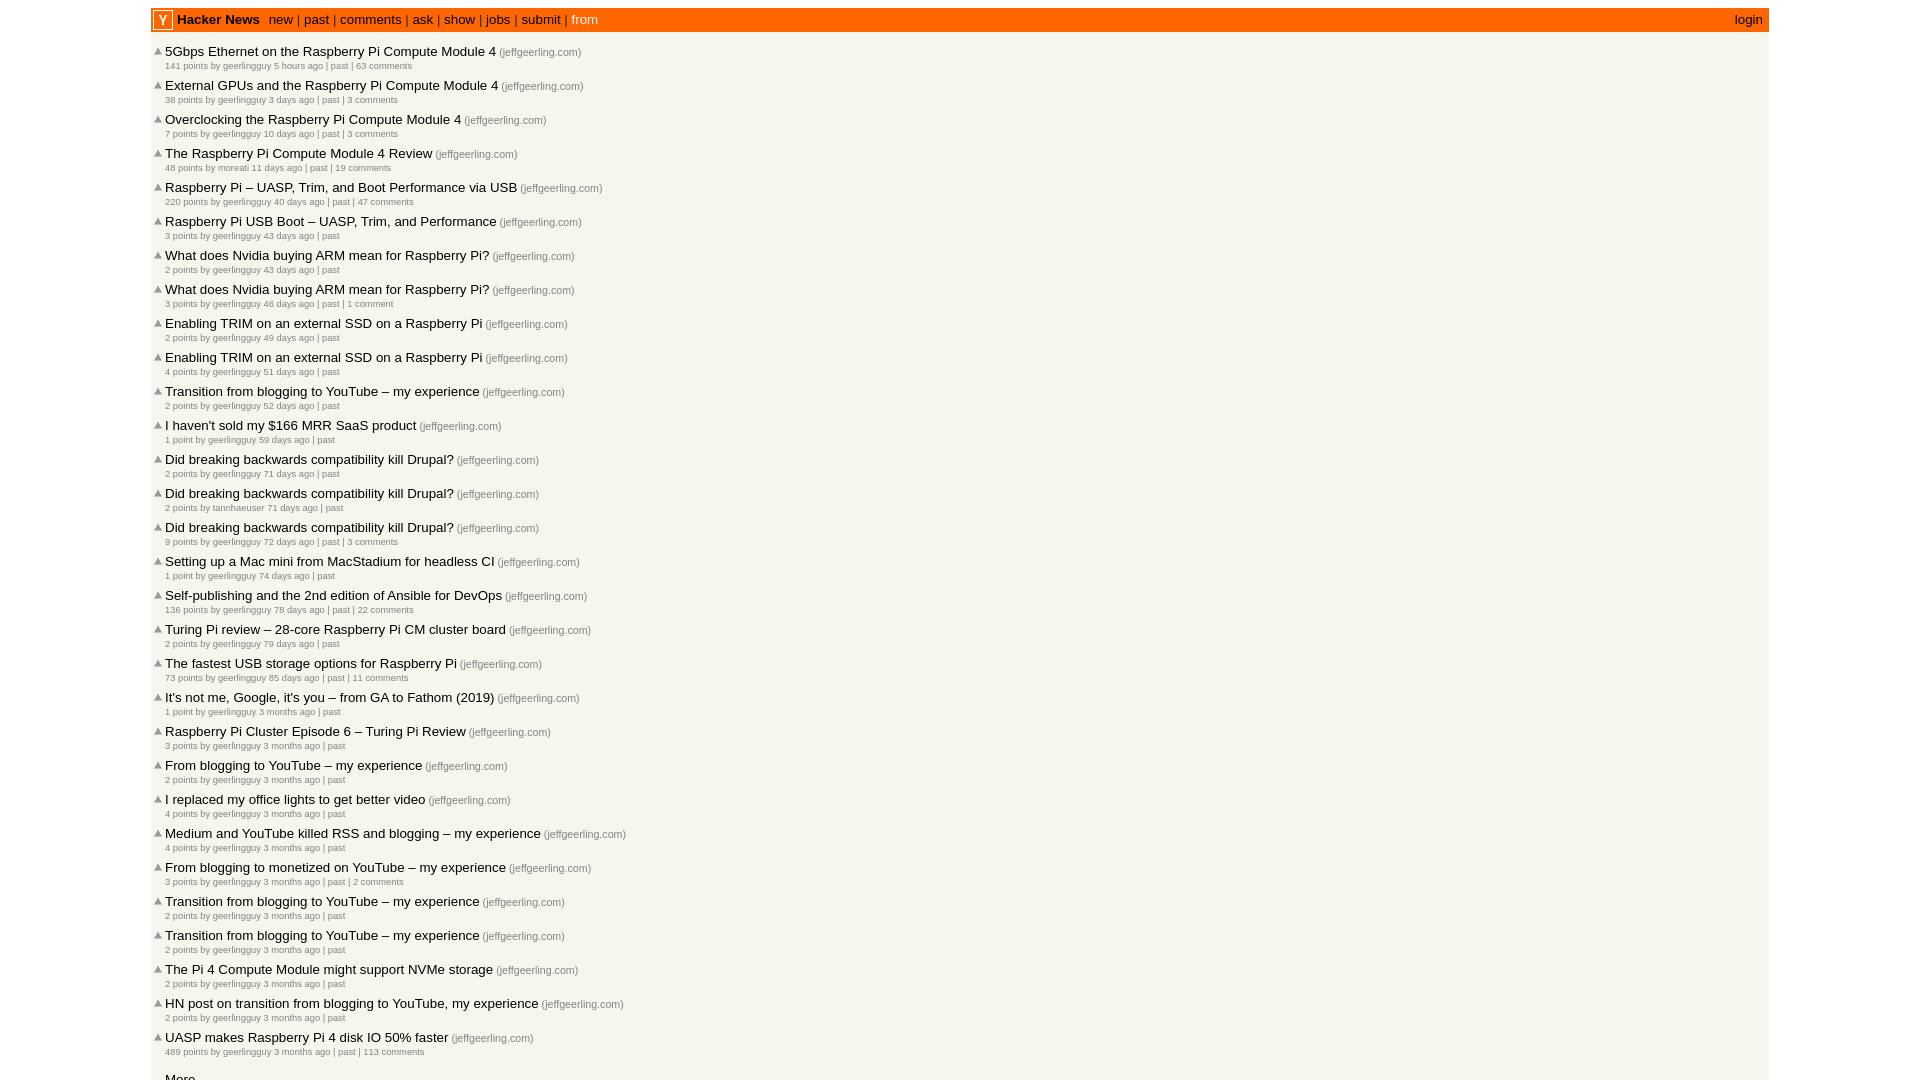 Y Hacker News new | past | comments | ask | show | jobs | submit | from login
5Gbps Ethernet on the Raspberry Pi Compute Module 4 (jeffgeerling.com)
141 points by geerlingguy 5 hours ago | past | 63 comments
External GPUs and the Raspberry Pi Compute Module 4 (jeffgeerling.com)
38 points by geerlingguy 3 days ago | past | 3 comments
Overclocking the Raspberry Pi Compute Module 4 (jeffgeerling.com)
7 points by geerlingguy 10 days ago | past | 3 comments
The Raspberry Pi Compute Module 4 Review (jeffgeerling.com)
48 points by moreati 11 days ago | past | 19 comments
Raspberry Pi – UASP, Trim, and Boot Performance via USB (jeffgeerling.com)
220 points by geerlingguy 40 days ago | past | 47 comments
Raspberry Pi USB Boot – UASP, Trim, and Performance (jeffgeerling.com)
3 points by geerlingguy 43 days ago | past
What does Nvidia buying ARM mean for Raspberry Pi? (jeffgeerling.com)
2 points by geerlingguy 43 days ago | past
What does Nvidia buying ARM mean for Raspberry Pi? (jeffgeerling.com)
3 points by geerlingguy 46 days ago | past | 1 comment
Enabling TRIM on an external SSD on a Raspberry Pi (jeffgeerling.com)
2 points by geerlingguy 49 days ago | past
Enabling TRIM on an external SSD on a Raspberry Pi (jeffgeerling.com)
4 points by geerlingguy 51 days ago | past
Transition from blogging to YouTube – my experience (jeffgeerling.com)
2 points by geerlingguy 52 days ago | past
I haven't sold my $166 MRR SaaS product (jeffgeerling.com)
1 point by geerlingguy 59 days ago | past
Did breaking backwards compatibility kill Drupal? (jeffgeerling.com)
2 points by geerlingguy 71 days ago | past
Did breaking backwards compatibility kill Drupal? (jeffgeerling.com)
2 points by tannhaeuser 71 days ago | past
Did breaking backwards compatibility kill Drupal? (jeffgeerling.com)
9 points by geerlingguy 72 days ago | past | 3 comments
Setting up a Mac mini from MacStadium for headless CI (jeffgeerling.com)
1 point by geerlingguy 74 days ago | past
Self-publishing and the 2nd edition of Ansible for DevOps (jeffgeerling.com)
136 points by geerlingguy 78 days ago | past | 22 comments
Turing Pi review – 28-core Raspberry Pi CM cluster board (jeffgeerling.com)
2 points by geerlingguy 79 days ago | past
The fastest USB storage options for Raspberry Pi (jeffgeerling.com)
73 points by geerlingguy 85 days ago | past | 11 comments
It's not me, Google, it's you – from GA to Fathom (2019) (jeffgeerling.com)
1 point by geerlingguy 3 months ago | past
Raspberry Pi Cluster Episode 6 – Turing Pi Review (jeffgeerling.com)
3 points by geerlingguy 3 months ago | past
From blogging to YouTube – my experience (jeffgeerling.com)
2 points by geerlingguy 3 months ago | past
I replaced my office lights to get better video (jeffgeerling.com)
4 points by geerlingguy 3 months ago | past
Medium and YouTube killed RSS and blogging – my experience (jeffgeerling.com)
4 points by geerlingguy 3 months ago | past
From blogging to monetized on YouTube – my experience (jeffgeerling.com)
3 points by geerlingguy 3 months ago | past | 2 comments
Transition from blogging to YouTube – my experience (jeffgeerling.com)
2 points by geerlingguy 3 months ago | past
Transition from blogging to YouTube – my experience (jeffgeerling.com)
2 points by geerlingguy 3 months ago | past
The Pi 4 Compute Module might support NVMe storage (jeffgeerling.com)
2 points by geerlingguy 3 months ago | past
HN post on transition from blogging to YouTube, my experience (jeffgeerling.com)
2 points by geerlingguy 3 months ago | past
UASP makes Raspberry Pi 4 disk IO 50% faster (jeffgeerling.com)
489 points by geerlingguy 3 months ago | past | 113 comments
More